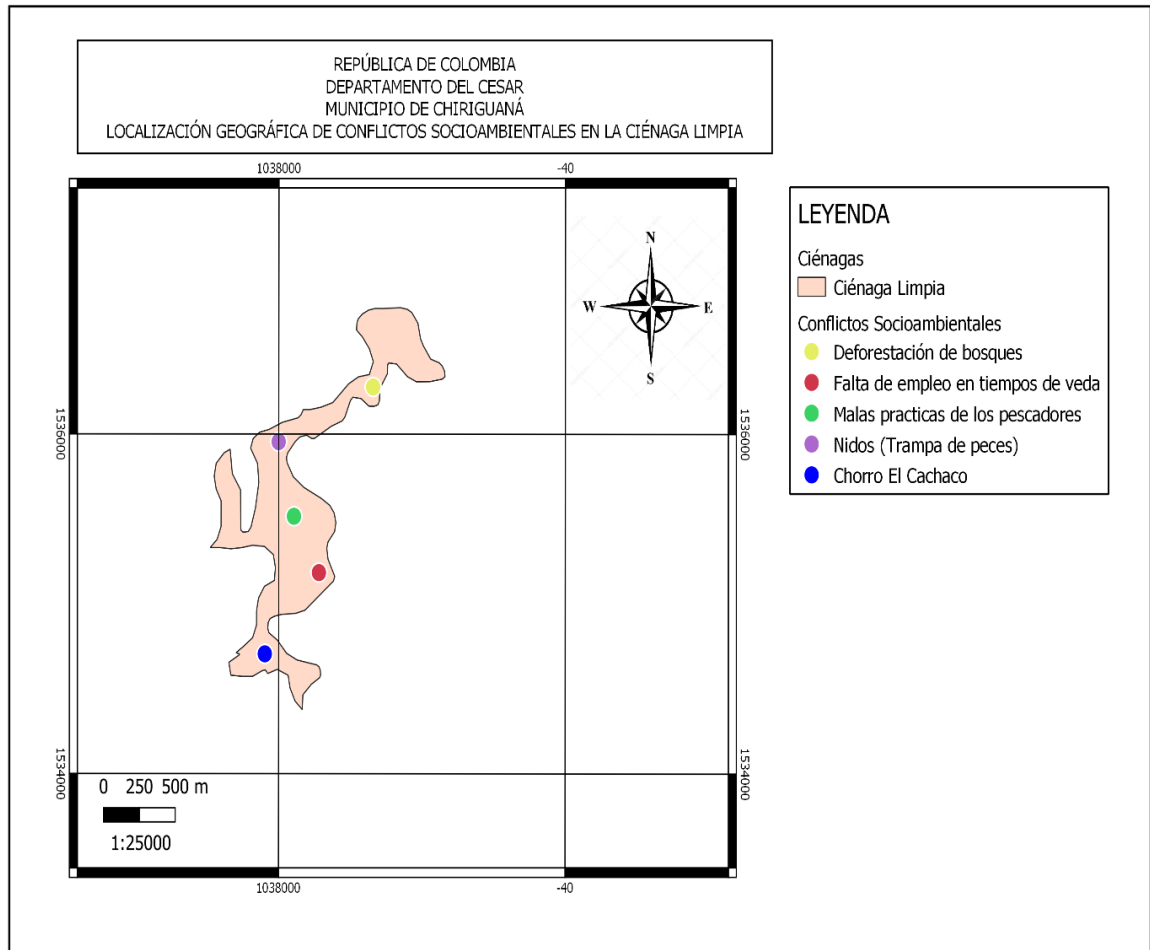 REPÚBLICA DE COLOMBIA
DEPARTAMENTO DEL CESAR
MUNICIPIO DE CHIRIGUANÁ
LOCALIZACIÓN GEOGRÁFICA DE CONFLICTOS SOCIOAMBIENTALES EN LA CIÉNAGA LIMPIA
1038000
-40
LEYENDA
Ciénagas
Ciénaga Limpia
Conflictos Socioambientales
Deforestación de bosques
Falta de empleo en tiempos de veda
Malas practicas de los pescadores
Nidos (Trampa de peces)
Chorro El Cachaco
N
W
E
S
1536000
1536000
1534000
1534000
0 250 500 m
1:25000
1038000
-40